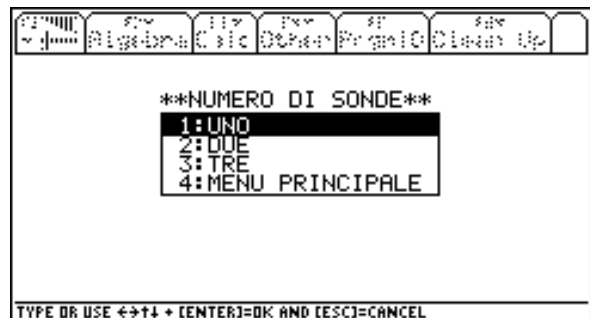 Algebra Calc Other PrgmIO Clean Up
**NUMERO DI SONDE**
1:UNO
2:DUE
3:TRE
4:MENU PRINCIPALE
TYPE OR USE ←→↑↓ + [ENTER]=OK AND [ESC]=CANCEL